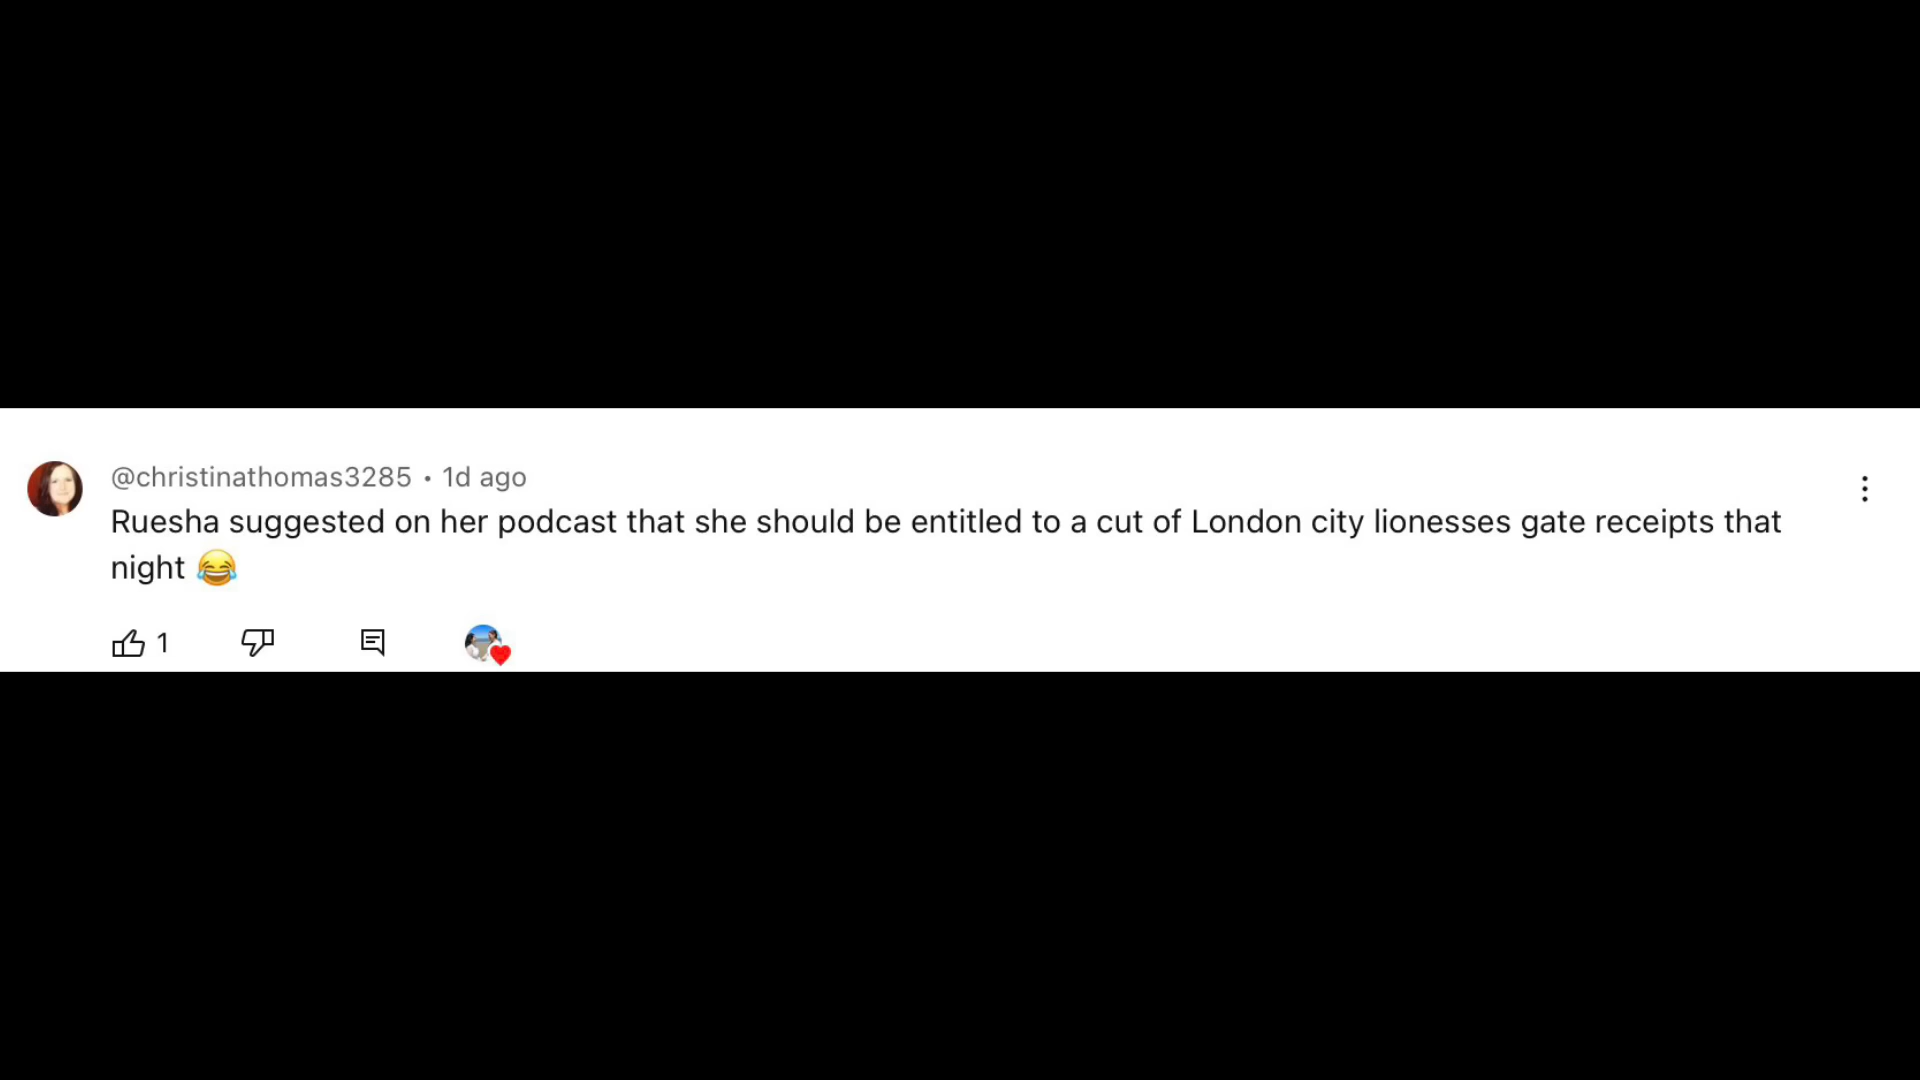 @christinathomas3285 • 1d ago
Ruesha suggested on her podcast that she should be entitled to a cut of London city lionesses gate receipts that
night 😂
1